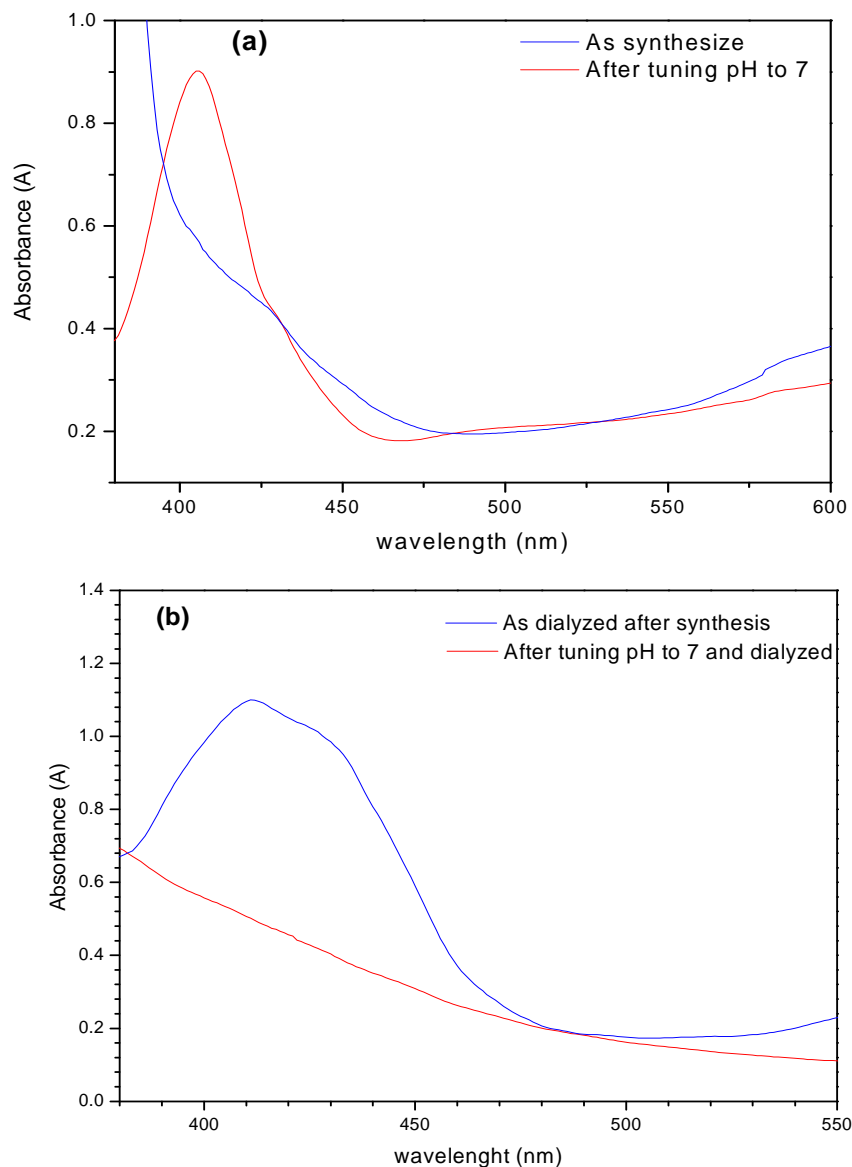 (a)
As synthesize
After tuning pH to 7
1.0
0.8
0.6
0.4
0.2
Absorbance (A)
400
450
500
550
600
wavelength (nm)
(b)
As dialyzed after synthesis
After tuning pH to 7 and dialyzed
1.4
1.2
1.0
0.8
0.6
0.4
0.2
0.0
Absorbance (A)
400
450
500
550
wavelenght (nm)